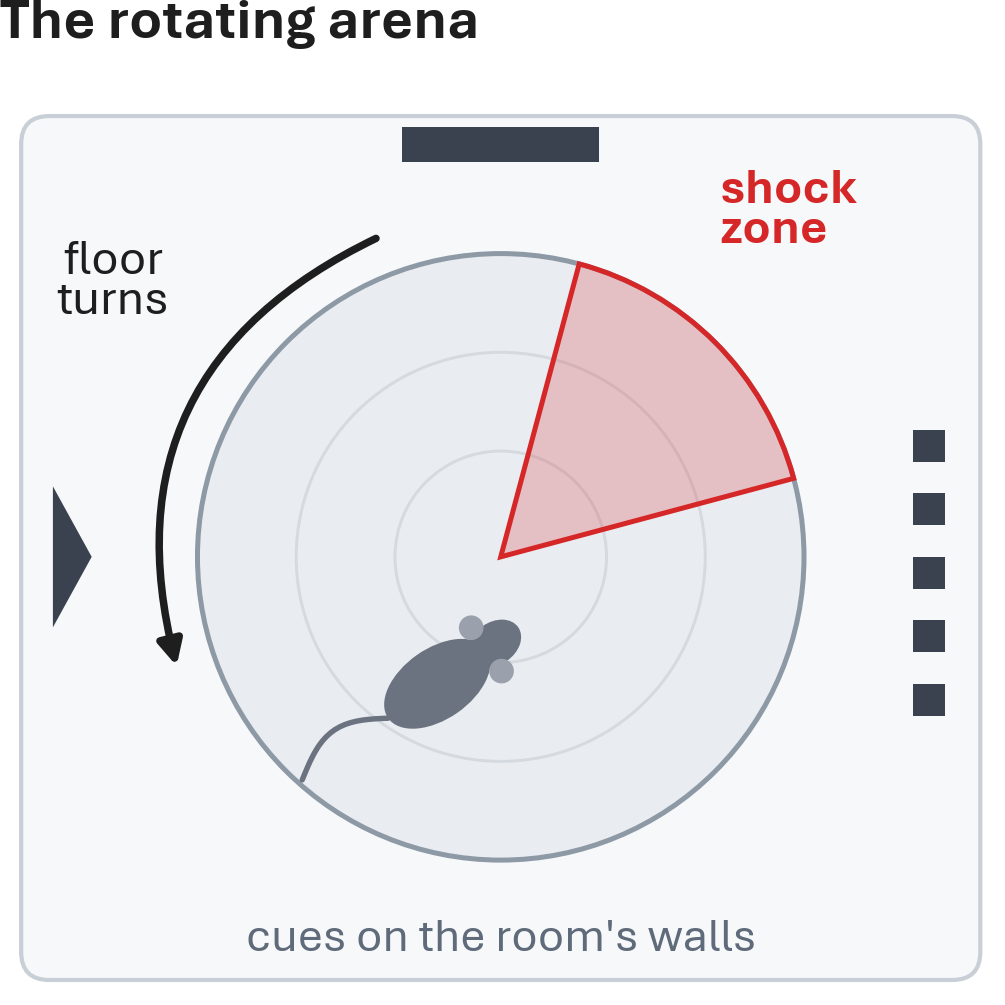 The rotating arena
shock
zone
floor
turns
cues on the room's walls